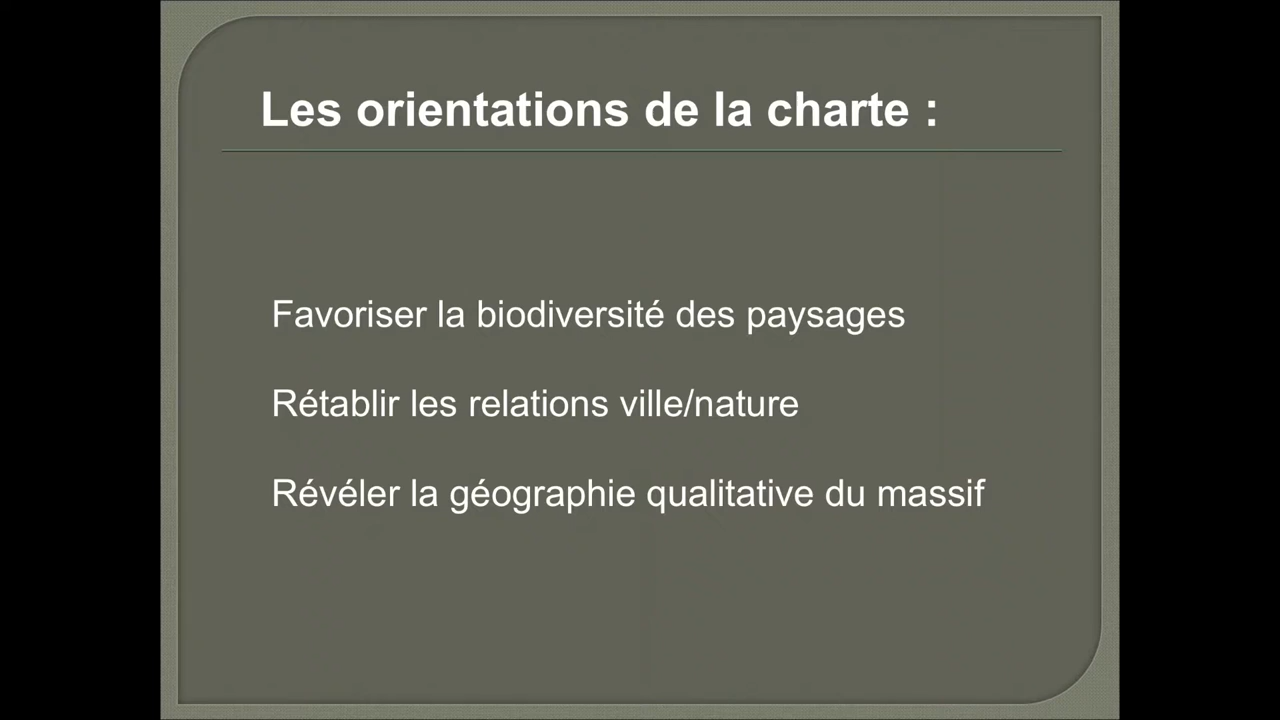 Les orientations de la charte :
Favoriser la biodiversité des paysages
Rétablir les relations ville/nature
Révéler la géographie qualitative du massif